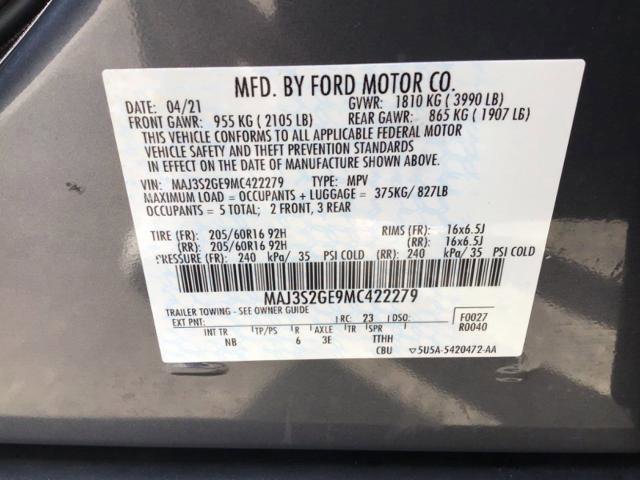 MFD. BY FORD MOTOR CO.
DATE: 04/21 GVWR: 1810 KG ( 3990 LB)
FRONT GAWR: 955 KG ( 2105 LB) REAR GAWR: 865 KG ( 1907 LB)
THIS VEHICLE CONFORMS TO ALL APPLICABLE FEDERAL MOTOR
VEHICLE SAFETY AND THEFT PREVENTION STANDARDS
IN EFFECT ON THE DATE OF MANUFACTURE SHOWN ABOVE.
VIN: MAJ3S2GE9MC422279 TYPE: MPV
MAXIMUM LOAD = OCCUPANTS + LUGGAGE = 375KG/ 827LB
OCCUPANTS = 5 TOTAL; 2 FRONT, 3 REAR
TIRE (FR): 205/60R16 92H RIMS (FR): 16x6.5J
(RR): 205/60R16 92H (RR): 16x6.5J
PRESSURE (FR): 240 kPa/ 35 PSI COLD (RR): 240 kPa/ 35 PSI COLD
MAJ3S2GE9MC422279
TRAILER TOWING - SEE OWNER GUIDE
EXT PNT: RC: 23 DSO: F0027
R0040
INT TR TP/PS R AXLE TR SPR
NB 6 3E TTHH
CBU ▽5U5A-5420472-AA